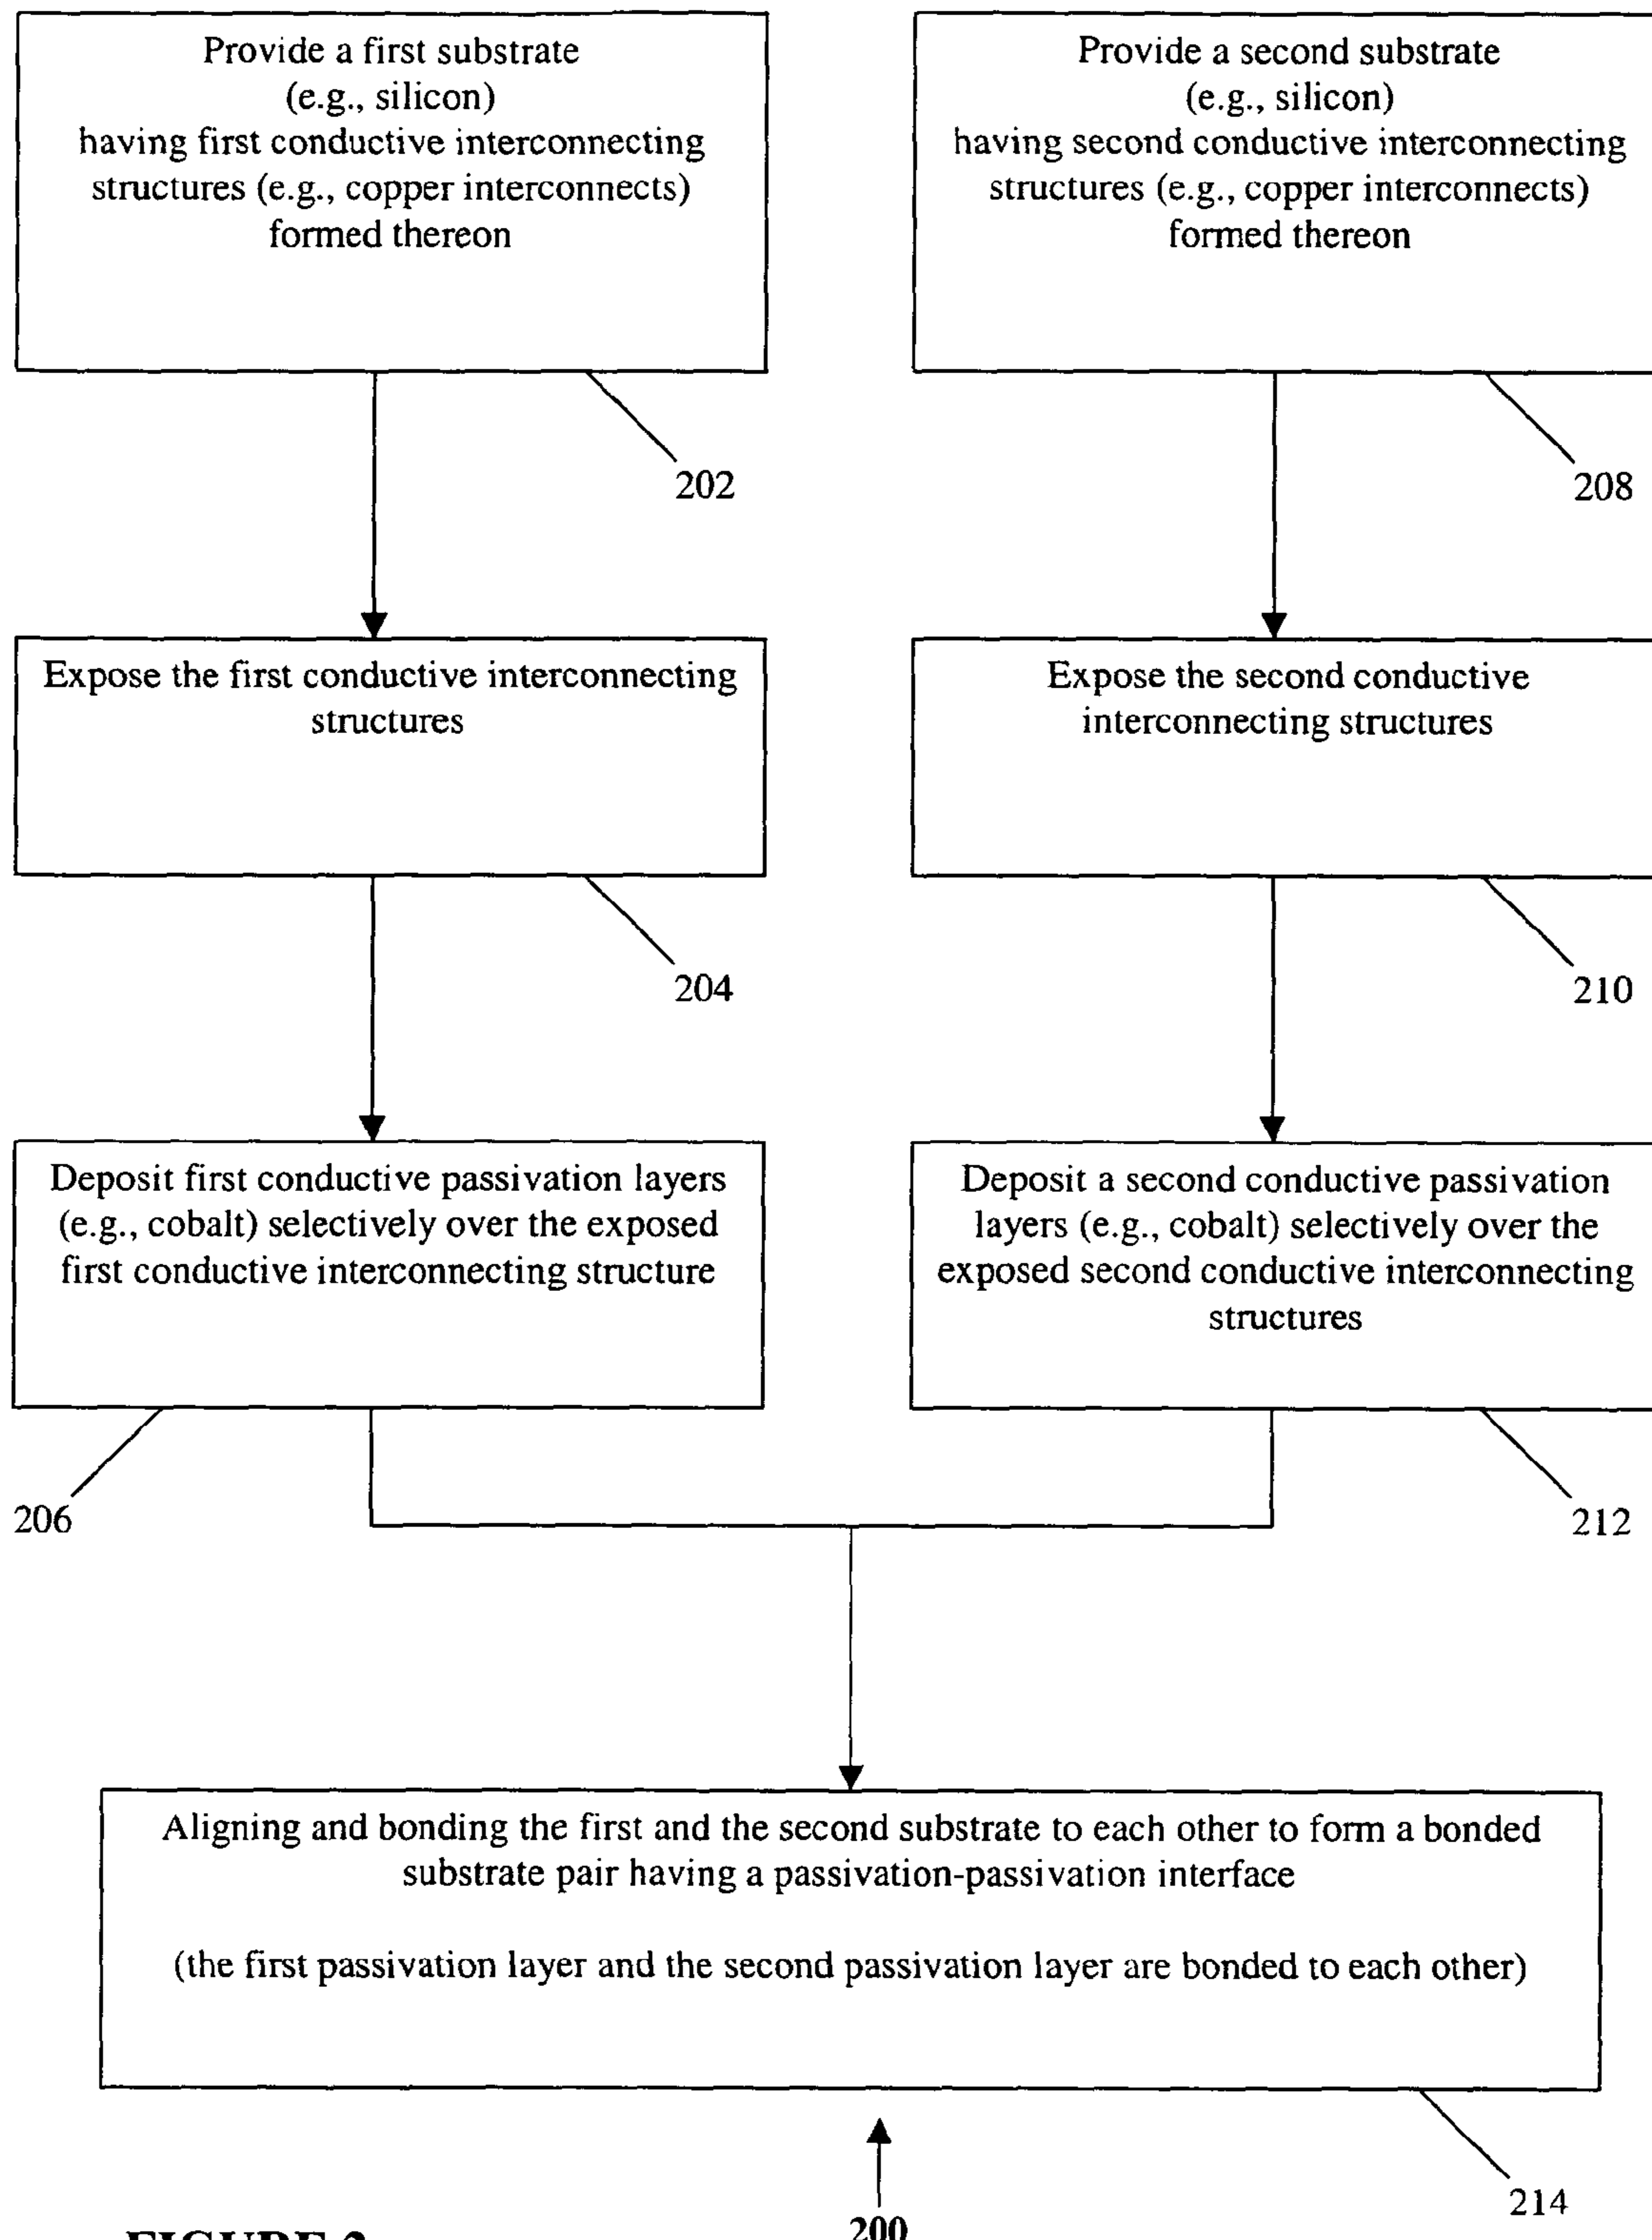 Provide a first substrate
(e.g., silicon)
having first conductive interconnecting
structures (e.g., copper interconnects)
formed thereon
202
Provide a second substrate
(e.g., silicon)
having second conductive interconnecting
structures (e.g., copper interconnects)
formed thereon
208
Expose the first conductive interconnecting
structures
204
Expose the second conductive
interconnecting structures
210
Deposit first conductive passivation layers
(e.g., cobalt) selectively over the exposed
first conductive interconnecting structure
206
Deposit a second conductive passivation
layers (e.g., cobalt) selectively over the
exposed second conductive interconnecting
structures
212
Aligning and bonding the first and the second substrate to each other to form a bonded
substrate pair having a passivation-passivation interface
(the first passivation layer and the second passivation layer are bonded to each other)
214
200
FIGURE 2